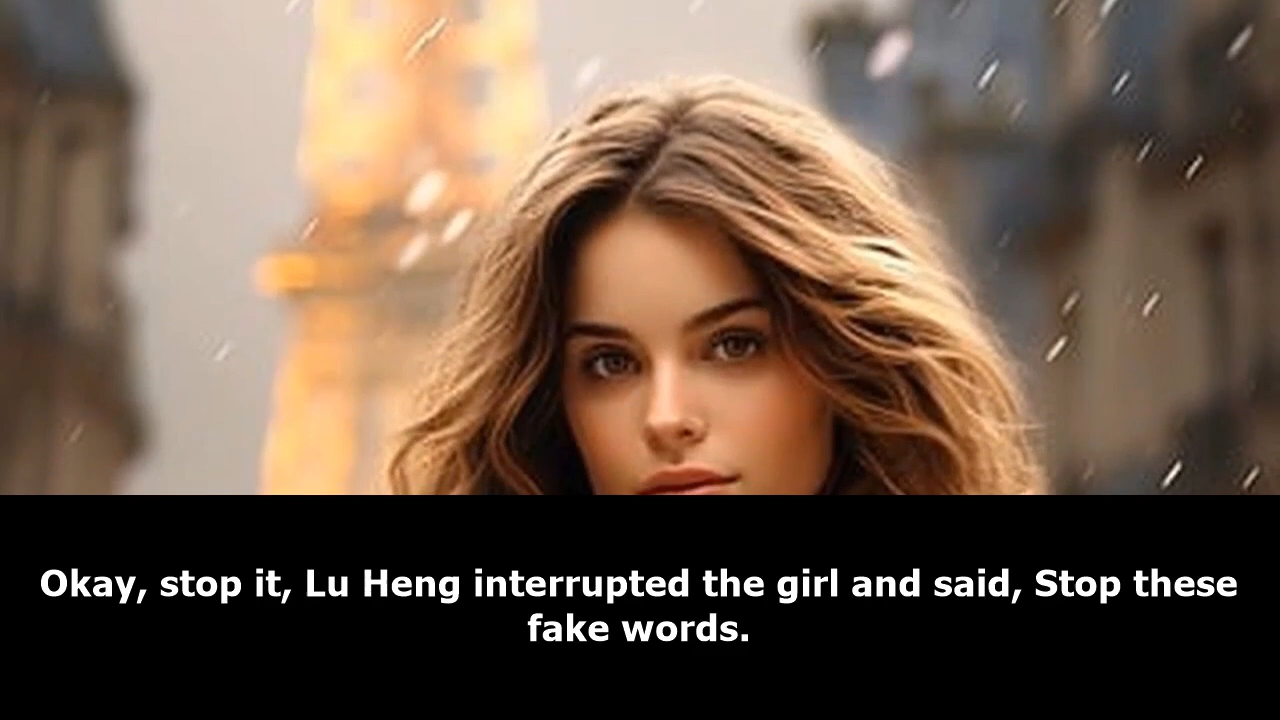 Okay, stop it, Lu Heng interrupted the girl and said, Stop these
fake words.